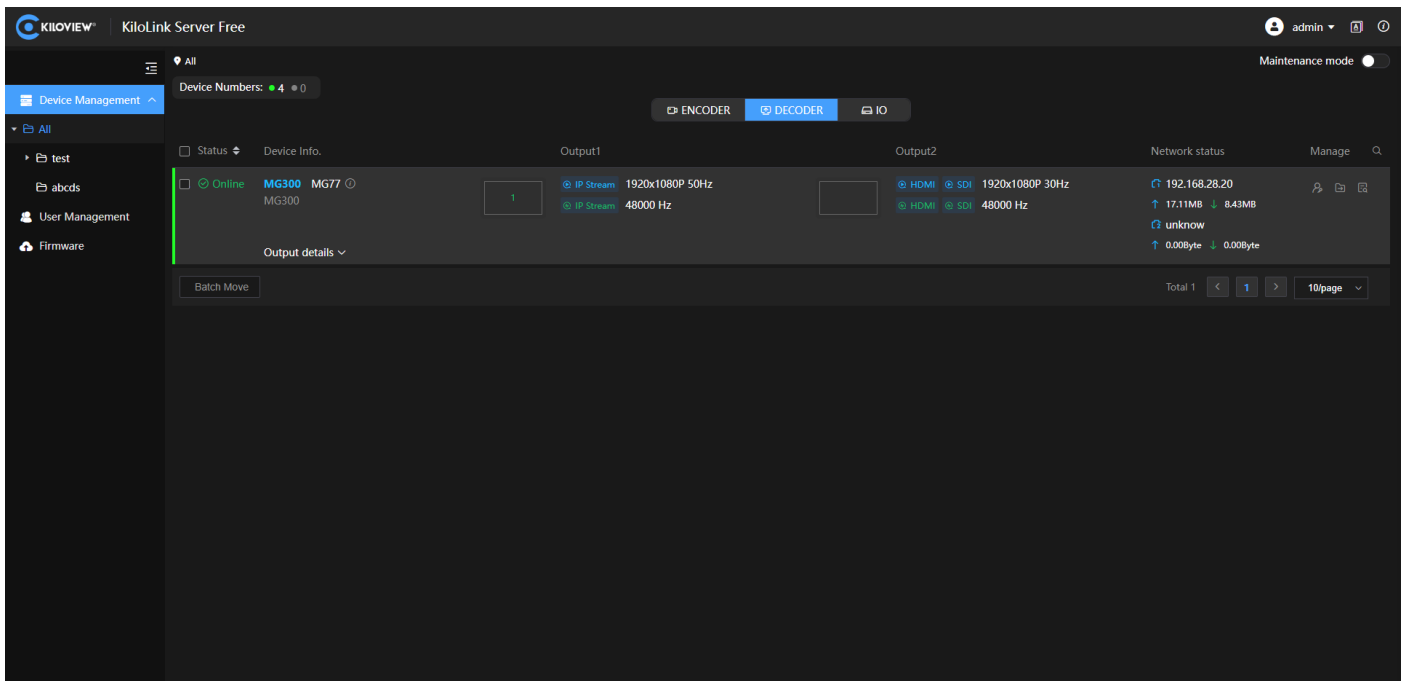 KILOVIEW® KiloLink Server Free admin
All Maintenance mode
Device Numbers: 4 0
Device Management
ENCODER DECODER IO
All
Status Device Info. Output1 Output2 Network status Manage
test
Online MG300 MG77 1 IP Stream 1920x1080P 50Hz HDMI SDI 1920x1080P 30Hz 192.168.28.20
abcds
MG300 IP Stream 48000 Hz HDMI SDI 48000 Hz 17.11MB 8.43MB
User Management
unknow
Firmware
Output details 0.00Byte 0.00Byte
Batch Move Total 1 1 10/page